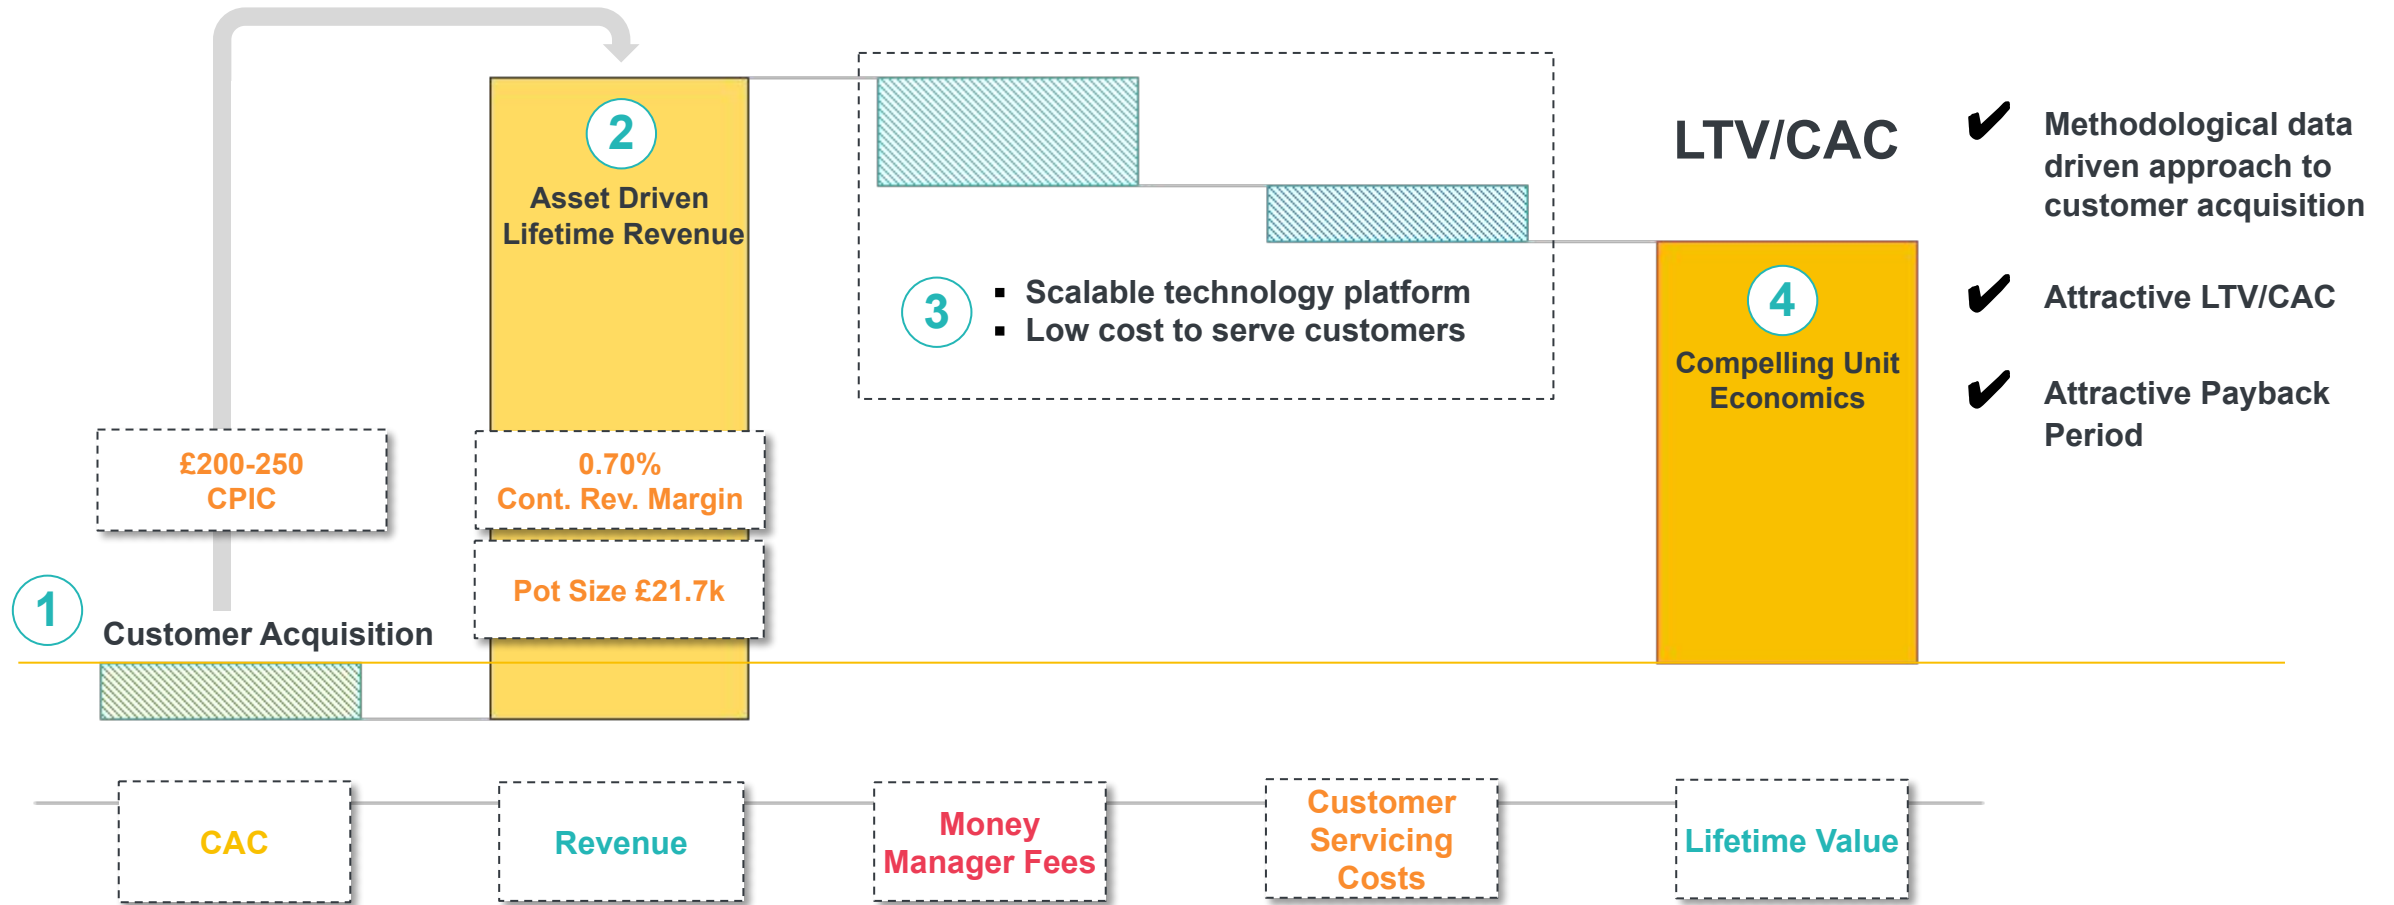 1
Customer Acquisition
£200-250
CPIC
2
Asset Driven
Lifetime Revenue
0.70%
Cont. Rev. Margin
Pot Size £21.7k
3
▪ Scalable technology platform
▪ Low cost to serve customers
LTV/CAC
4
Compelling Unit
Economics
✔ Methodological data
driven approach to
customer acquisition
✔ Attractive LTV/CAC
✔ Attractive Payback
Period
CAC
Revenue
Money
Manager Fees
Customer
Servicing
Costs
Lifetime Value